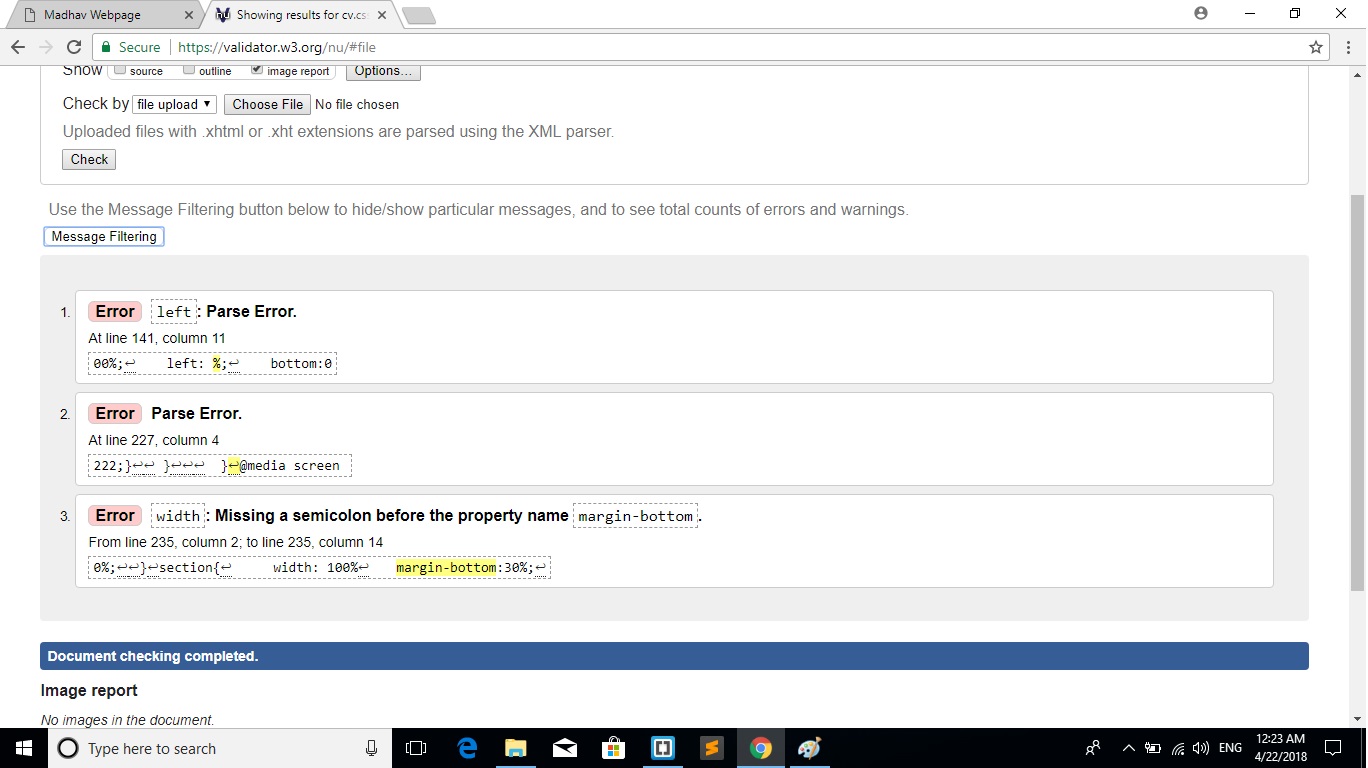 Madhav Webpage
Showing results for cv.cs
Secure
https://validator.w3.org/nu/#file
Show source outline image report Options...
Check by file upload Choose File No file chosen
Uploaded files with .xhtml or .xht extensions are parsed using the XML parser.
Check
Use the Message Filtering button below to hide/show particular messages, and to see total counts of errors and warnings.
Message Filtering
1. Error left: Parse Error.
At line 141, column 11
00%;↩    left: %;↩    bottom:0
2. Error Parse Error.
At line 227, column 4
222;}↩↩ }↩↩↩  }↩@media screen
3. Error width: Missing a semicolon before the property name margin-bottom.
From line 235, column 2; to line 235, column 14
0%;↩↩}↩section{↩     width: 100%↩   margin-bottom:30%;↩
Document checking completed.
Image report
No images in the document.
Type here to search
ENG
12:23 AM
4/22/2018